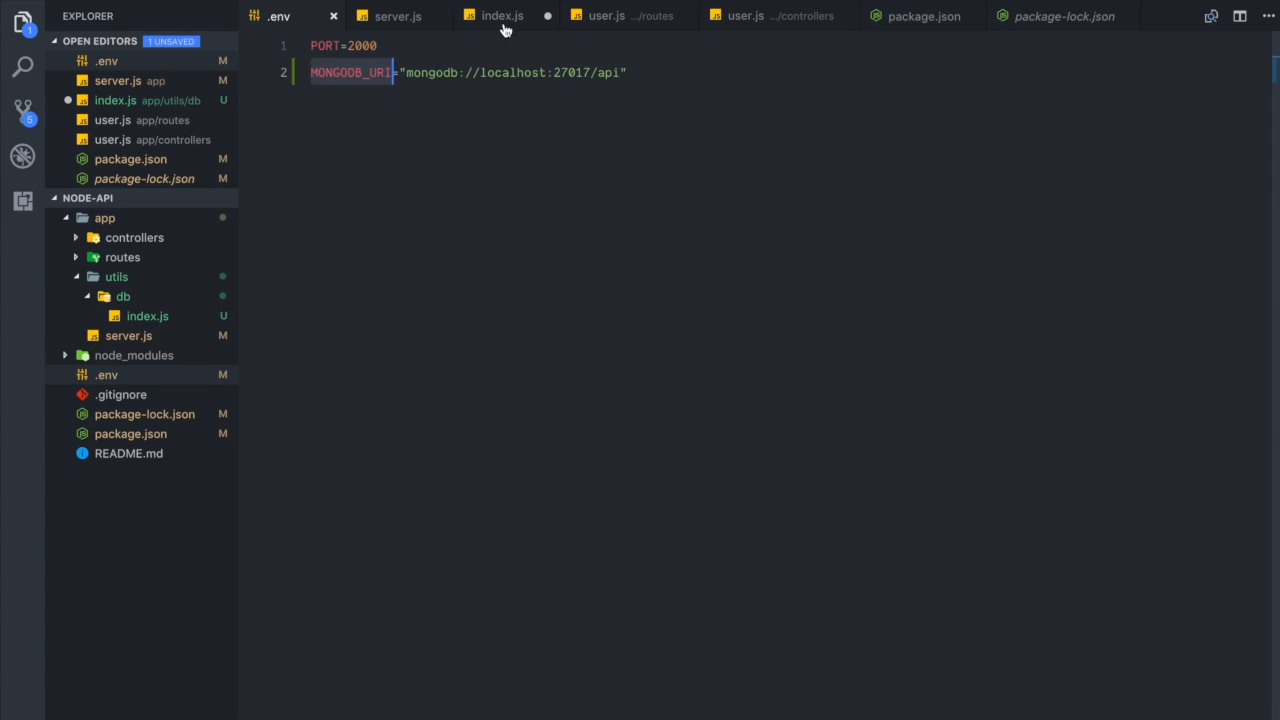 EXPLORER
.env
server.js
index.js
user.js .../routes
user.js .../controllers
package.json
package-lock.json
1
OPEN EDITORS 1 UNSAVED
.env M
server.js app M
index.js app/utils/db U
user.js app/routes
user.js app/controllers
package.json M
package-lock.json M
5
NODE-API
app
controllers
routes
utils
db
index.js U
server.js M
node_modules
.env M
.gitignore
package-lock.json M
package.json M
README.md
1 PORT=2000
2 MONGODB_URI="mongodb://localhost:27017/api"